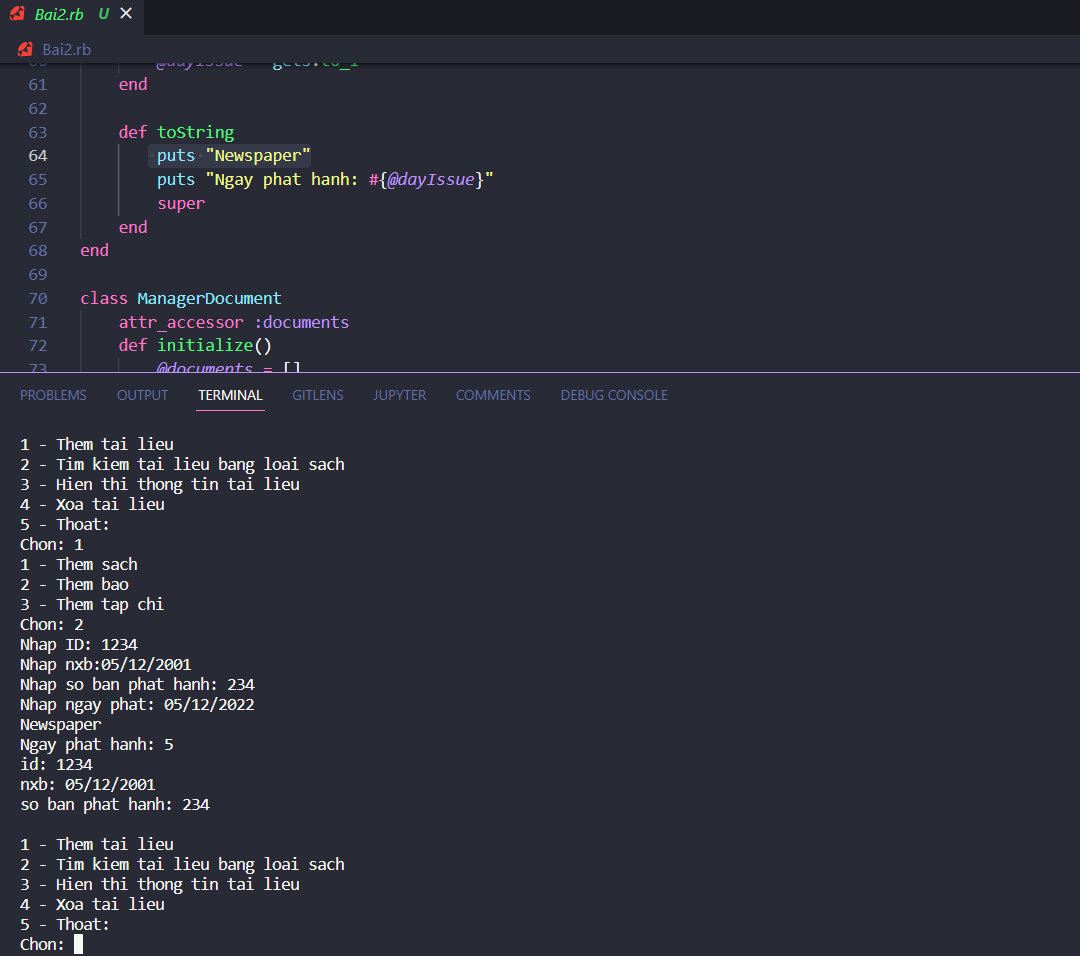 Bai2.rb U
Bai2.rb
60 @dayIssue = gets.to_i
61 end
62
63 def toString
64 puts "Newspaper"
65 puts "Ngay phat hanh: #{@dayIssue}"
66 super
67 end
68 end
69
70 class ManagerDocument
71 attr_accessor :documents
72 def initialize()
73 @documents = []
PROBLEMS OUTPUT TERMINAL GITLENS JUPYTER COMMENTS DEBUG CONSOLE
1 - Them tai lieu
2 - Tim kiem tai lieu bang loai sach
3 - Hien thi thong tin tai lieu
4 - Xoa tai lieu
5 - Thoat:
Chon: 1
1 - Them sach
2 - Them bao
3 - Them tap chi
Chon: 2
Nhap ID: 1234
Nhap nxb:05/12/2001
Nhap so ban phat hanh: 234
Nhap ngay phat: 05/12/2022
Newspaper
Ngay phat hanh: 5
id: 1234
nxb: 05/12/2001
so ban phat hanh: 234
1 - Them tai lieu
2 - Tim kiem tai lieu bang loai sach
3 - Hien thi thong tin tai lieu
4 - Xoa tai lieu
5 - Thoat:
Chon: